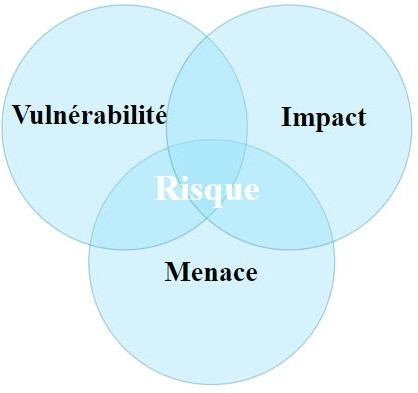 Vulnérabilité
Impact
Risque
Menace